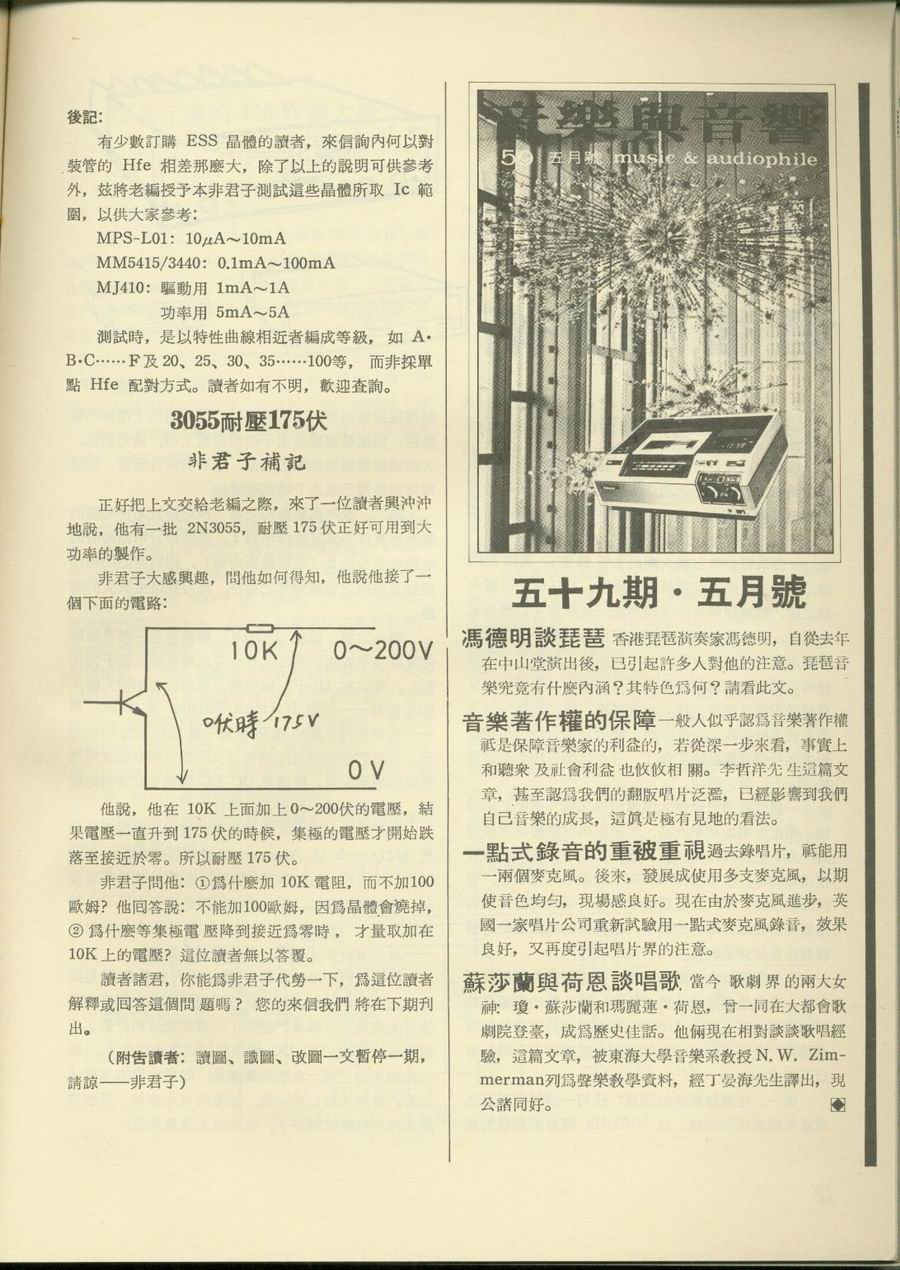 後記：
有少數訂購 ESS 晶體的讀者，來信詢內何以對
裝管的 Hfe 相差那麼大，除了以上的說明可供參考
外，玆將老編授予本非君子測試這些晶體所取 Ic 範
圍，以供大家參考：
MPS-L01：10μA～10mA
MM5415/3440：0.1mA～100mA
MJ410：驅動用 1mA～1A
功率用 5mA～5A
測試時，是以特性曲線相近者編成等級，如 A·
B·C……F及 20、25、30、35……100等，而非採單
點 Hfe 配對方式。讀者如有不明，歡迎查詢。
3055耐壓175伏
非君子補記
正好把上文交給老編之際，來了一位讀者興沖沖
地說，他有一批 2N3055，耐壓 175 伏正好可用到大
功率的製作。
非君子大感興趣，問他如何得知，他說他接了一
個下面的電路：
10K 0～200V
0伏時 175V
0 V
他說，他在 10K 上面加上 0～200伏的電壓，結
果電壓一直升到 175 伏的時候，集極的電壓才開始跌
落至接近於零。所以耐壓 175 伏。
非君子問他：①爲什麼加 10K 電阻，而不加100
歐姆？他囘答說：不能加100歐姆，因爲晶體會燒掉，
② 爲什麼等集極電壓降到接近爲零時，才量取加在
10K 上的電壓？這位讀者無以答覆。
讀者諸君，你能爲非君子代勞一下，爲這位讀者
解釋或囘答這個問題嗎？您的來信我們將在下期刊
出。
（附告讀者：讀圖、識圖、改圖一文暫停一期，
請諒——非君子）
音樂與音響
59 五月號 music & audiophile
五十九期·五月號
馮德明談琵琶 香港琵琶演奏家馮德明，自從去年
在中山堂演出後，已引起許多人對他的注意。琵琶音
樂究竟有什麼內涵？其特色爲何？請看此文。
音樂著作權的保障 一般人似乎認爲音樂著作權
祗是保障音樂家的利益的，若從深一步來看，事實上
和聽衆及社會利益也攸攸相關。李哲洋先生這篇文
章，甚至認爲我們的翻版唱片泛濫，已經影響到我們
自己音樂的成長，這眞是極有見地的看法。
一點式錄音的重被重視 過去錄唱片，祗能用
一兩個麥克風。後來，發展成使用多支麥克風，以期
使音色均勻，現場感良好。現在由於麥克風進步，英
國一家唱片公司重新試驗用一點式麥克風錄音，效果
良好，又再度引起唱片界的注意。
蘇莎蘭與荷恩談唱歌 當今歌劇界的兩大女
神：瓊·蘇莎蘭和瑪麗蓮·荷恩，曾一同在大都會歌
劇院登臺，成爲歷史佳話。他倆現在相對談談歌唱經
驗，這篇文章，被東海大學音樂系教授 N. W. Zim-
merman列爲聲樂教學資料，經丁晏海先生譯出，現
公諸同好。